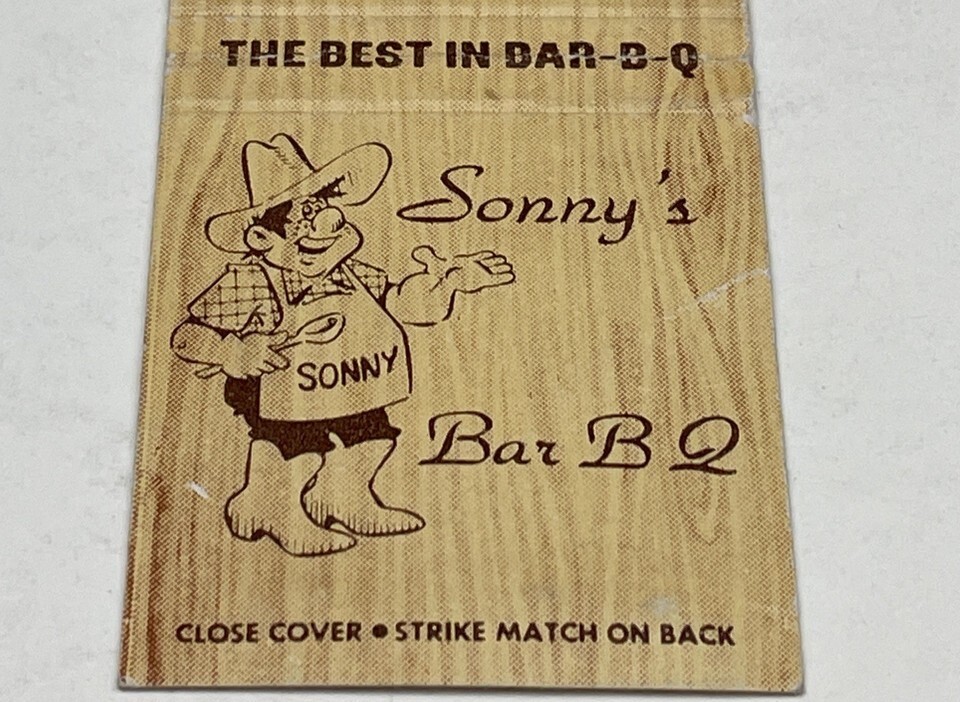 THE BEST IN BAR-B-Q
Sonny's
SONNY
Bar B Q
CLOSE COVER • STRIKE MATCH ON BACK